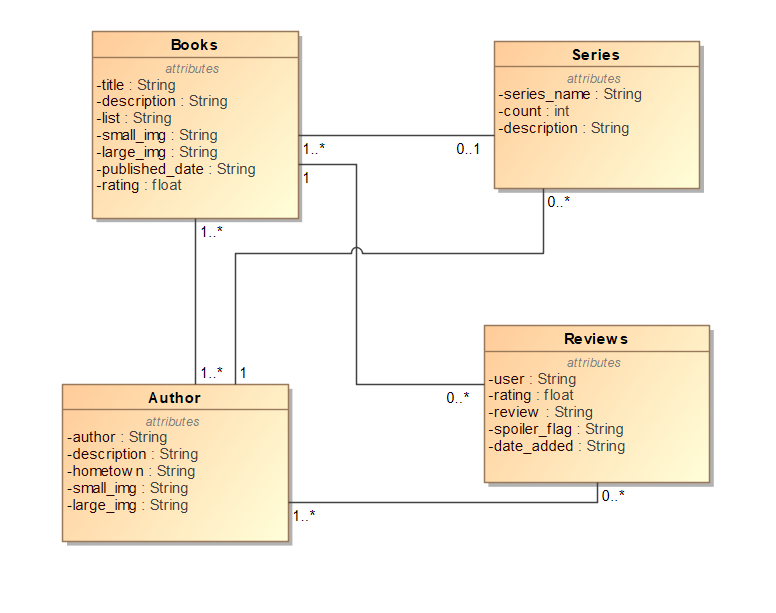 Books
attributes
-title : String
-description : String
-list : String
-small_img : String
-large_img : String
-published_date : String
-rating : float
Series
attributes
-series_name : String
-count : int
-description : String
1..*
0..1
1
0..*
1..*
1..*
1
Author
attributes
-author : String
-description : String
-hometown : String
-small_img : String
-large_img : String
Reviews
attributes
-user : String
-rating : float
-review : String
-spoiler_flag : String
-date_added : String
0..*
0..*
1..*